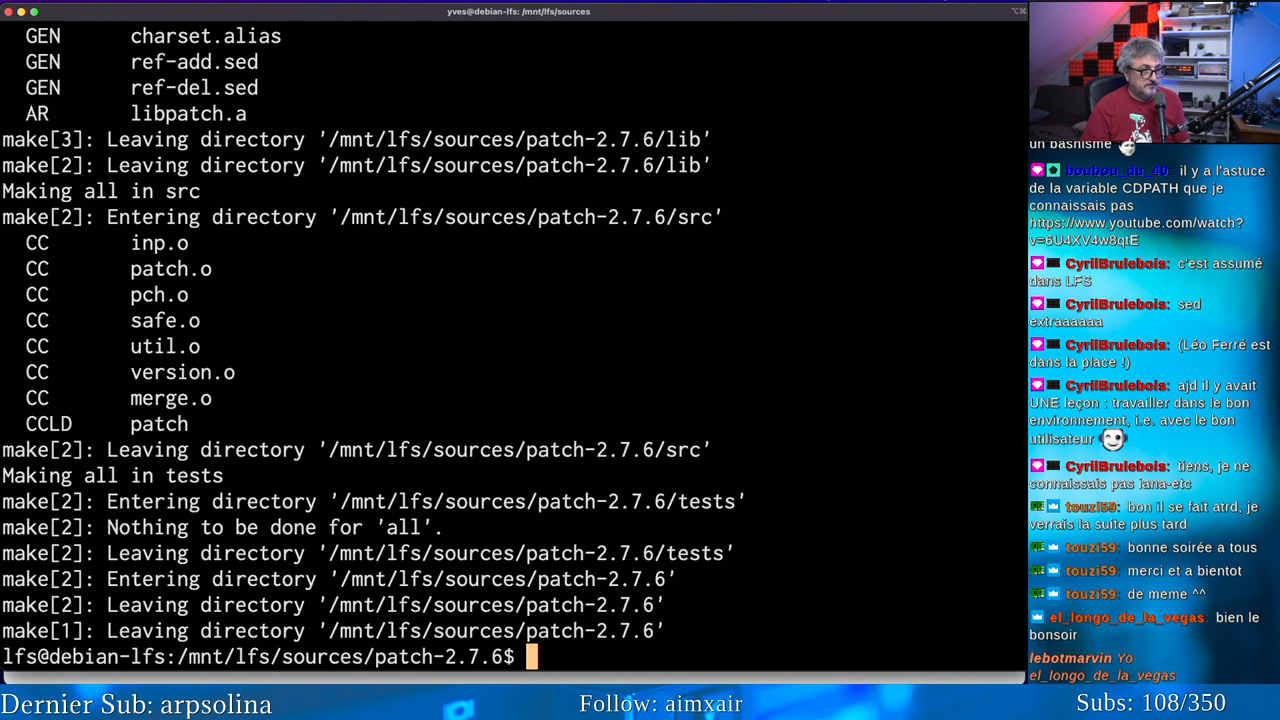 yves@debian-lfs: /mnt/lfs/sources
GEN charset.alias
GEN ref-add.sed
GEN ref-del.sed
AR libpatch.a
make[3]: Leaving directory '/mnt/lfs/sources/patch-2.7.6/lib'
make[2]: Leaving directory '/mnt/lfs/sources/patch-2.7.6/lib'
Making all in src
make[2]: Entering directory '/mnt/lfs/sources/patch-2.7.6/src'
CC inp.o
CC patch.o
CC pch.o
CC safe.o
CC util.o
CC version.o
CC merge.o
CCLD patch
make[2]: Leaving directory '/mnt/lfs/sources/patch-2.7.6/src'
Making all in tests
make[2]: Entering directory '/mnt/lfs/sources/patch-2.7.6/tests'
make[2]: Nothing to be done for 'all'.
make[2]: Leaving directory '/mnt/lfs/sources/patch-2.7.6/tests'
make[2]: Entering directory '/mnt/lfs/sources/patch-2.7.6'
make[2]: Leaving directory '/mnt/lfs/sources/patch-2.7.6'
make[1]: Leaving directory '/mnt/lfs/sources/patch-2.7.6'
lfs@debian-lfs:/mnt/lfs/sources/patch-2.7.6$
un bashisme
boubou_du_40 il y a l'astuce
de la variable CDPATH que je
connaissais pas
https://www.youtube.com/watch?
v=6U4XV4w8qtE
CyrilBrulebois: c'est assumé
dans LFS
CyrilBrulebois: sed
extraaaaaa
CyrilBrulebois: (Léo Ferré est
dans la place !)
CyrilBrulebois: ajd il y avait
UNE leçon : travailler dans le bon
environnement, i.e. avec le bon
utilisateur
CyrilBrulebois: tiens, je ne
connaissais pas iana-etc
touzi59: bon il se fait atrd, je
verrais la suite plus tard
touzi59: bonne soirée a tous
touzi59: merci et a bientot
touzi59: de meme ^^
el_longo_de_la_vegas: bien le
bonsoir
lebotmarvin Yo
el_longo_de_la_vegas
Dernier Sub: arpsolina
Follow: aimxair
Subs: 108/350